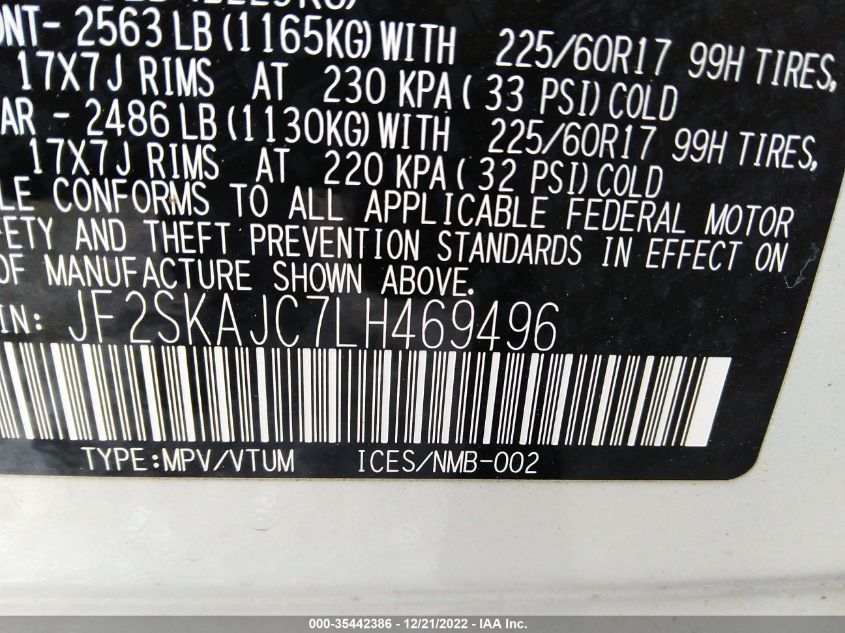 ONT- 2563 LB (1165KG) WITH 225/60R17 99H TIRES,
17X7J RIMS AT 230 KPA ( 33 PSI) COLD
AR - 2486 LB (1130KG) WITH 225/60R17 99H TIRES,
17X7J RIMS AT 220 KPA ( 32 PSI) COLD
LE CONFORMS TO ALL APPLICABLE FEDERAL MOTOR
FETY AND THEFT PREVENTION STANDARDS IN EFFECT ON
OF MANUFACTURE SHOWN ABOVE.
IN: JF2SKAJC7LH469496
TYPE:MPV/VTUM ICES/NMB-002
000-35442386 - 12/21/2022 - IAA Inc.